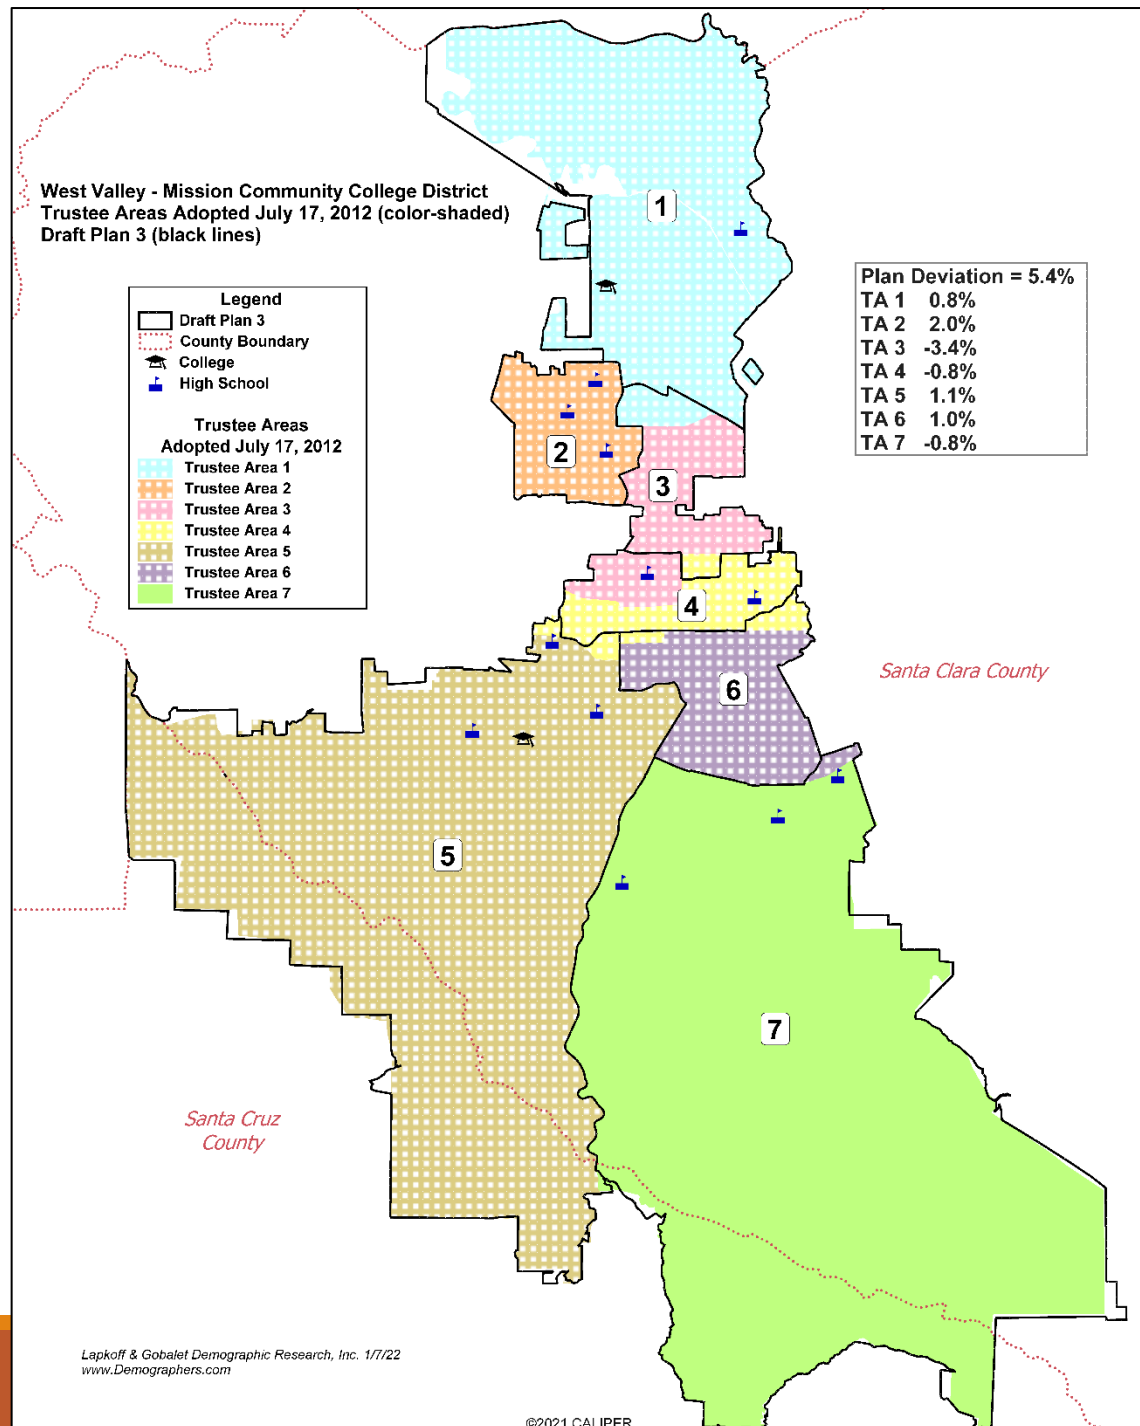 West Valley - Mission Community College District
Trustee Areas Adopted July 17, 2012 (color-shaded)
Draft Plan 3 (black lines)
Legend
Draft Plan 3
County Boundary
College
High School
Trustee Areas
Adopted July 17, 2012
Trustee Area 1
Trustee Area 2
Trustee Area 3
Trustee Area 4
Trustee Area 5
Trustee Area 6
Trustee Area 7
Plan Deviation = 5.4%
TA 1 0.8%
TA 2 2.0%
TA 3 -3.4%
TA 4 -0.8%
TA 5 1.1%
TA 6 1.0%
TA 7 -0.8%
1
2
3
4
Santa Clara County
6
5
7
Santa Cruz
County
Lapkoff & Gobalet Demographic Research, Inc. 1/7/22
www.Demographers.com
©2021 CALIPER